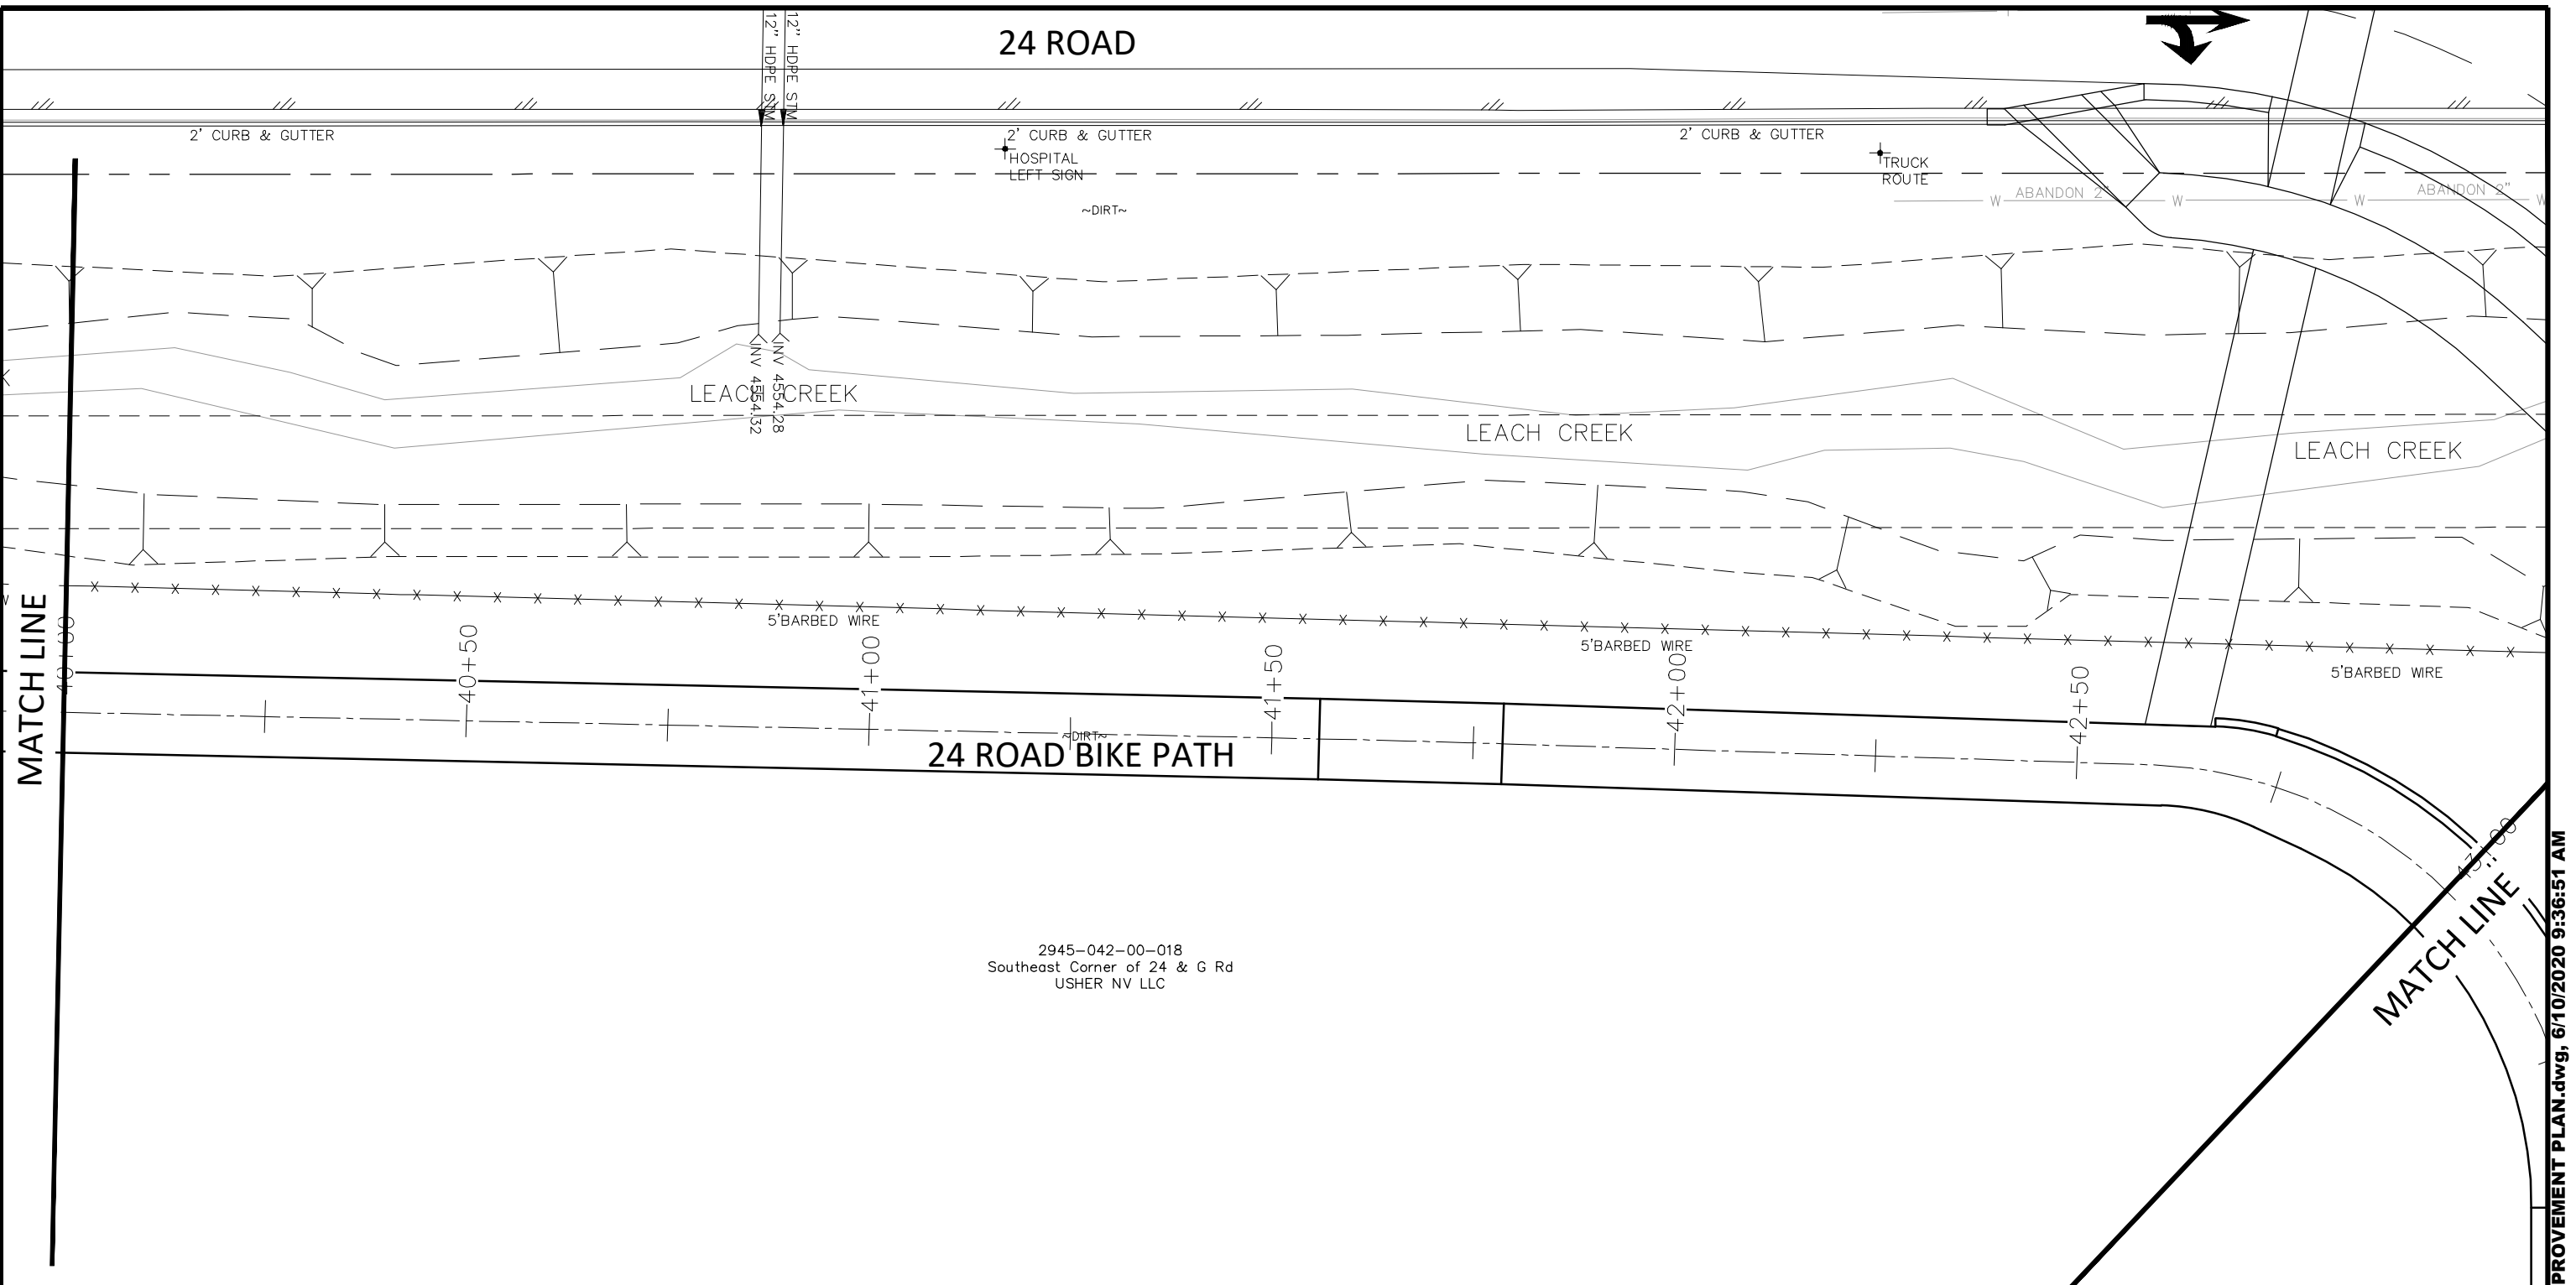 24 ROAD
12" HDPE STM
12" HDPE STM
2' CURB & GUTTER
2' CURB & GUTTER
2' CURB & GUTTER
HOSPITAL
LEFT SIGN
TRUCK
ROUTE
~DIRT~
W
ABANDON 2"
W
W
ABANDON 2"
W
INV 4554.32
INV 4554.28
LEACH CREEK
LEACH CREEK
LEACH CREEK
5'BARBED WIRE
5'BARBED WIRE
5'BARBED WIRE
MATCH LINE
40+00
40+50
41+00
41+50
42+00
42+50
~DIRT~
24 ROAD BIKE PATH
MATCH LINE
2945-042-00-018
Southeast Corner of 24 & G Rd
USHER NV LLC
PROVEMENT PLAN.dwg, 6/10/2020 9:36:51 AM